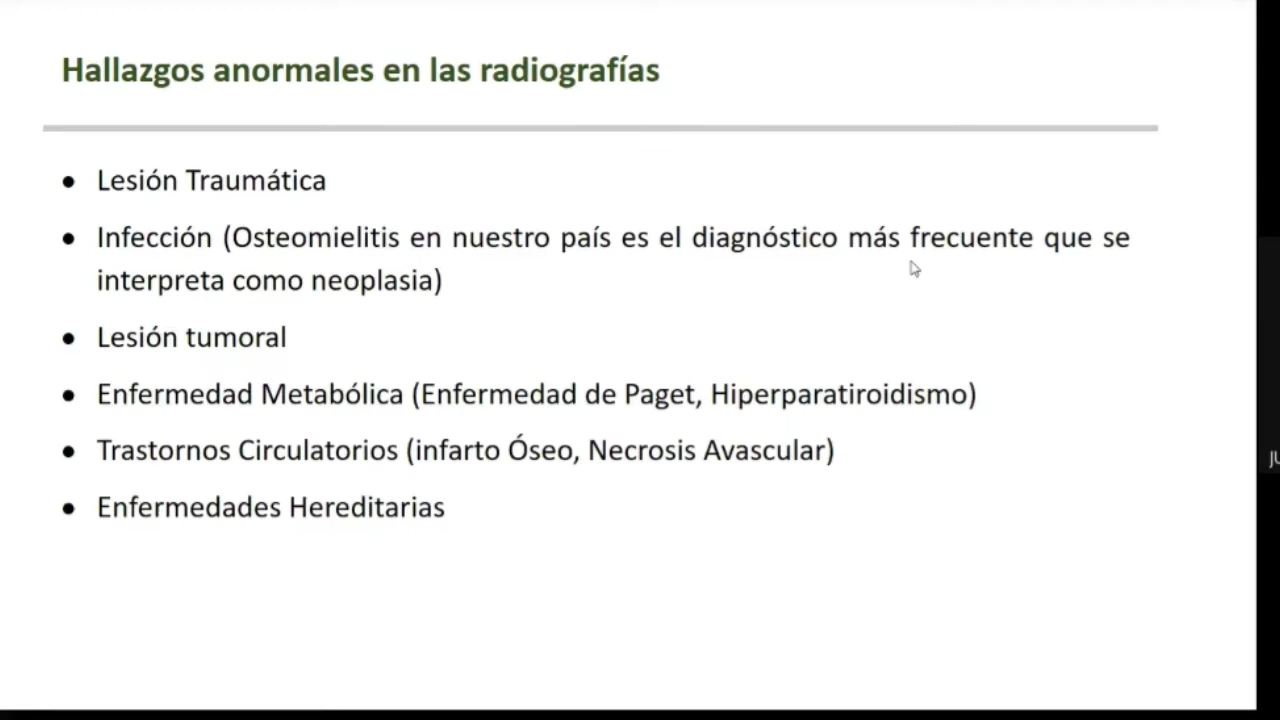 Hallazgos anormales en las radiografías
• Lesión Traumática
• Infección (Osteomielitis en nuestro país es el diagnóstico más frecuente que se
interpreta como neoplasia)
• Lesión tumoral
• Enfermedad Metabólica (Enfermedad de Paget, Hiperparatiroidismo)
• Trastornos Circulatorios (infarto Óseo, Necrosis Avascular)
• Enfermedades Hereditarias